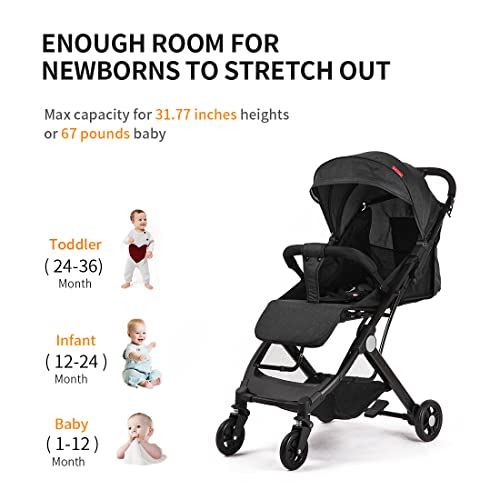 ENOUGH ROOM FOR
NEWBORNS TO STRETCH OUT
Max capacity for 31.77 inches heights
or 67 pounds baby
Toddler
( 24-36)
Month
Infant
( 12-24 )
Month
Baby
( 1-12 )
Month